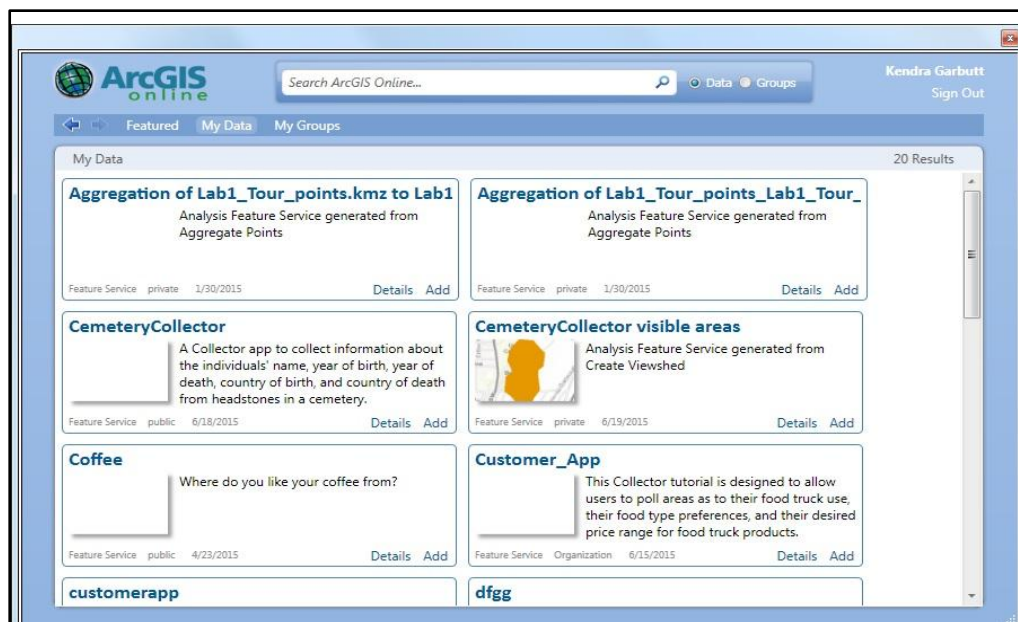 ArcGIS
online
Search ArcGIS Online...
Data Groups
Kendra Garbutt
Sign Out
Featured My Data My Groups
My Data 20 Results
Aggregation of Lab1_Tour_points.kmz to Lab1
Analysis Feature Service generated from
Aggregate Points
Feature Service private 1/30/2015 Details Add
Aggregation of Lab1_Tour_points_Lab1_Tour_
Analysis Feature Service generated from
Aggregate Points
Feature Service private 1/30/2015 Details Add
CemeteryCollector
A Collector app to collect information about
the individuals' name, year of birth, year of
death, country of birth, and country of death
from headstones in a cemetery.
Feature Service public 6/18/2015 Details Add
CemeteryCollector visible areas
Analysis Feature Service generated from
Create Viewshed
Feature Service private 6/19/2015 Details Add
Coffee
Where do you like your coffee from?
Feature Service public 4/23/2015 Details Add
Customer_App
This Collector tutorial is designed to allow
users to poll areas as to their food truck use,
their food type preferences, and their desired
price range for food truck products.
Feature Service Organization 6/15/2015 Details Add
customerapp
dfgg